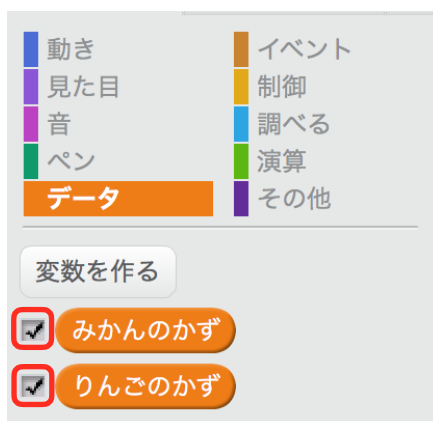 動き
見た目
音
ペン
データ
イベント
制御
調べる
演算
その他
変数を作る
みかんのかず
りんごのかず